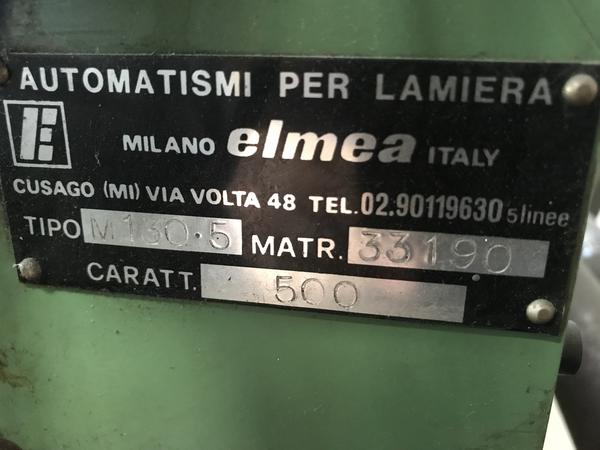 AUTOMATISMI PER LAMIERA
E MILANO elmea ITALY
CUSAGO (MI) VIA VOLTA 48 TEL.02.90119630 5 linee
TIPO M130.5 MATR. 33190
CARATT. 500